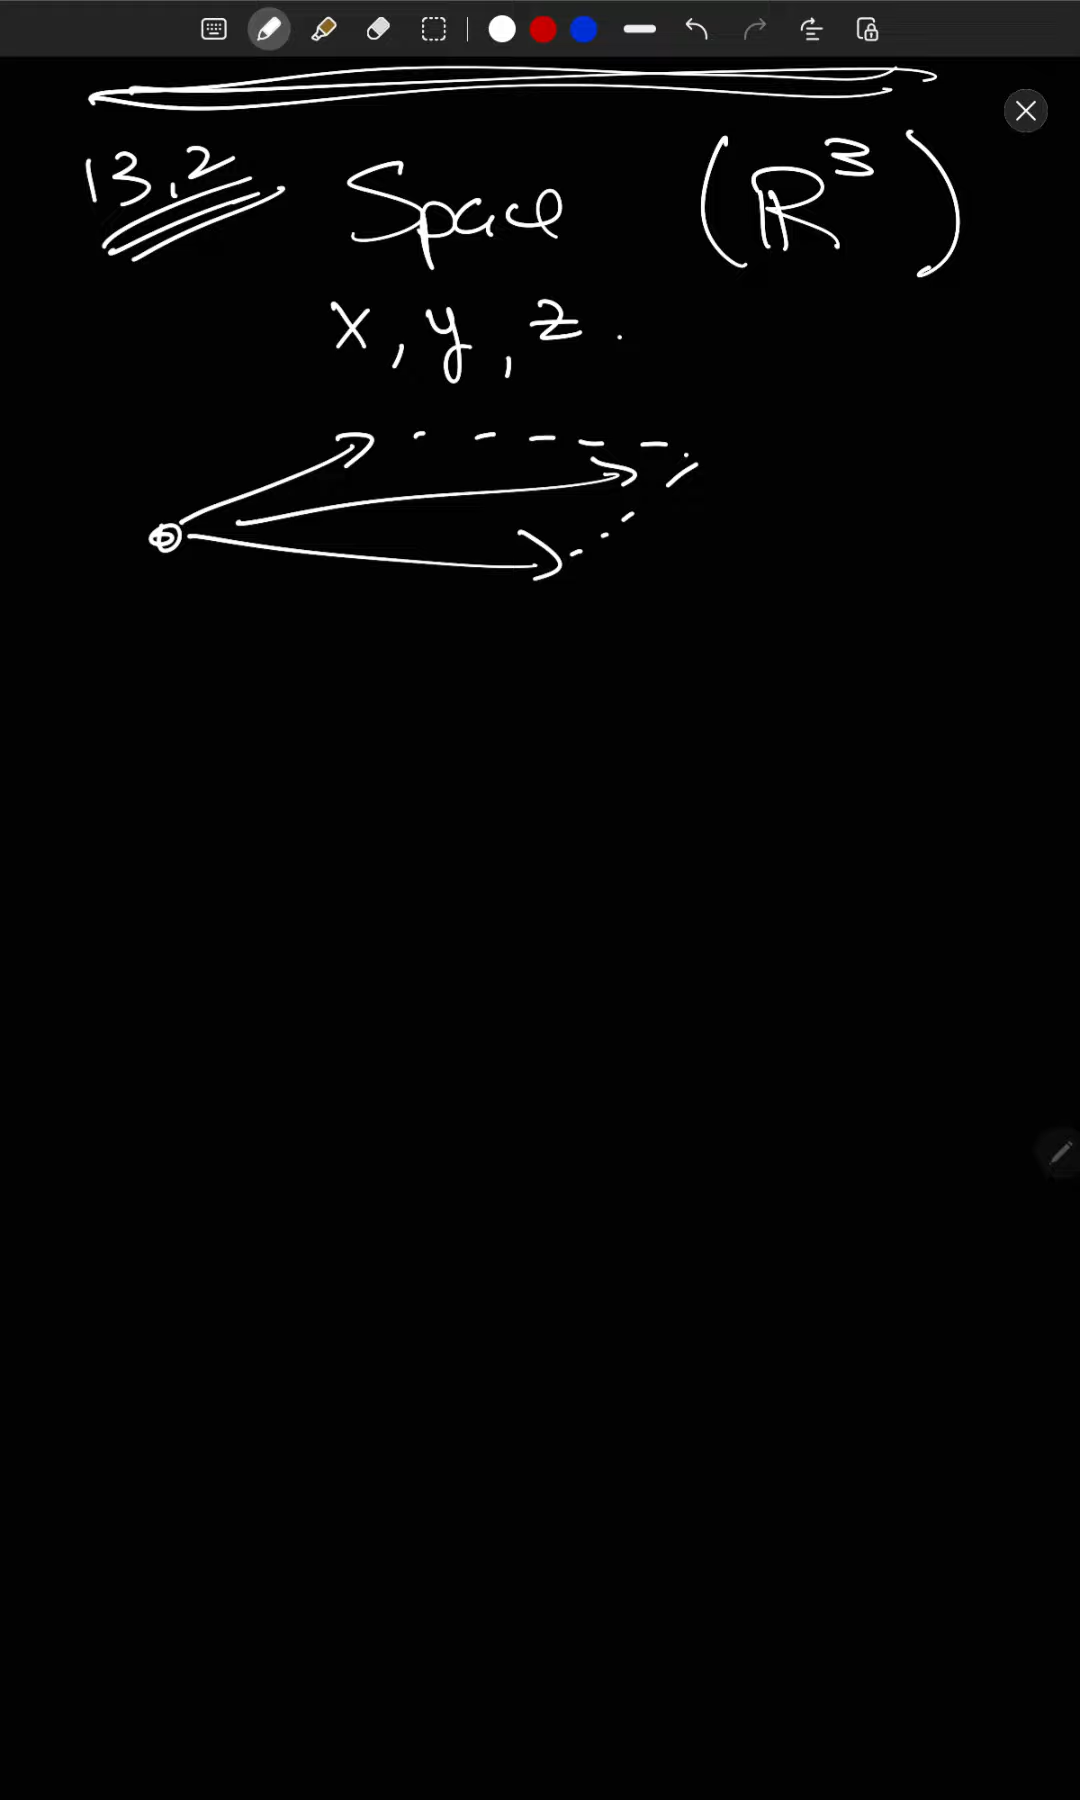 13.2 Space (ℝ³)
x, y, z.